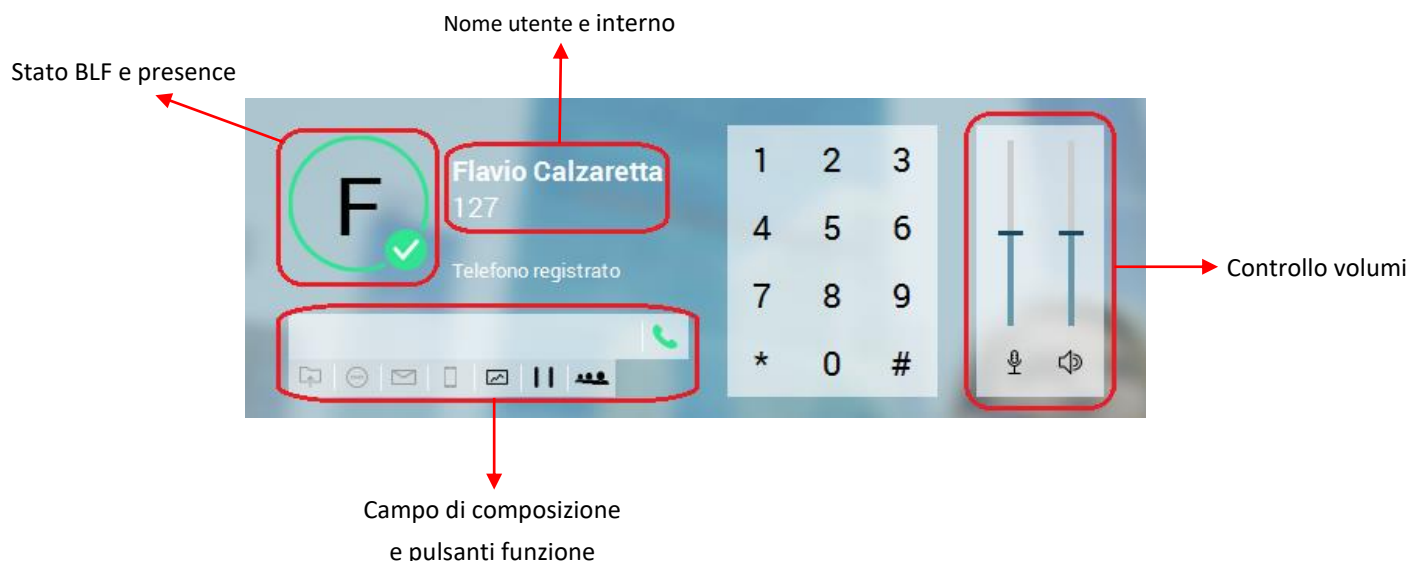 Nome utente e interno
Stato BLF e presence
F
Flavio Calzaretta
127
Telefono registrato
1 2 3
4 5 6
7 8 9
* 0 #
Controllo volumi
Campo di composizione
e pulsanti funzione